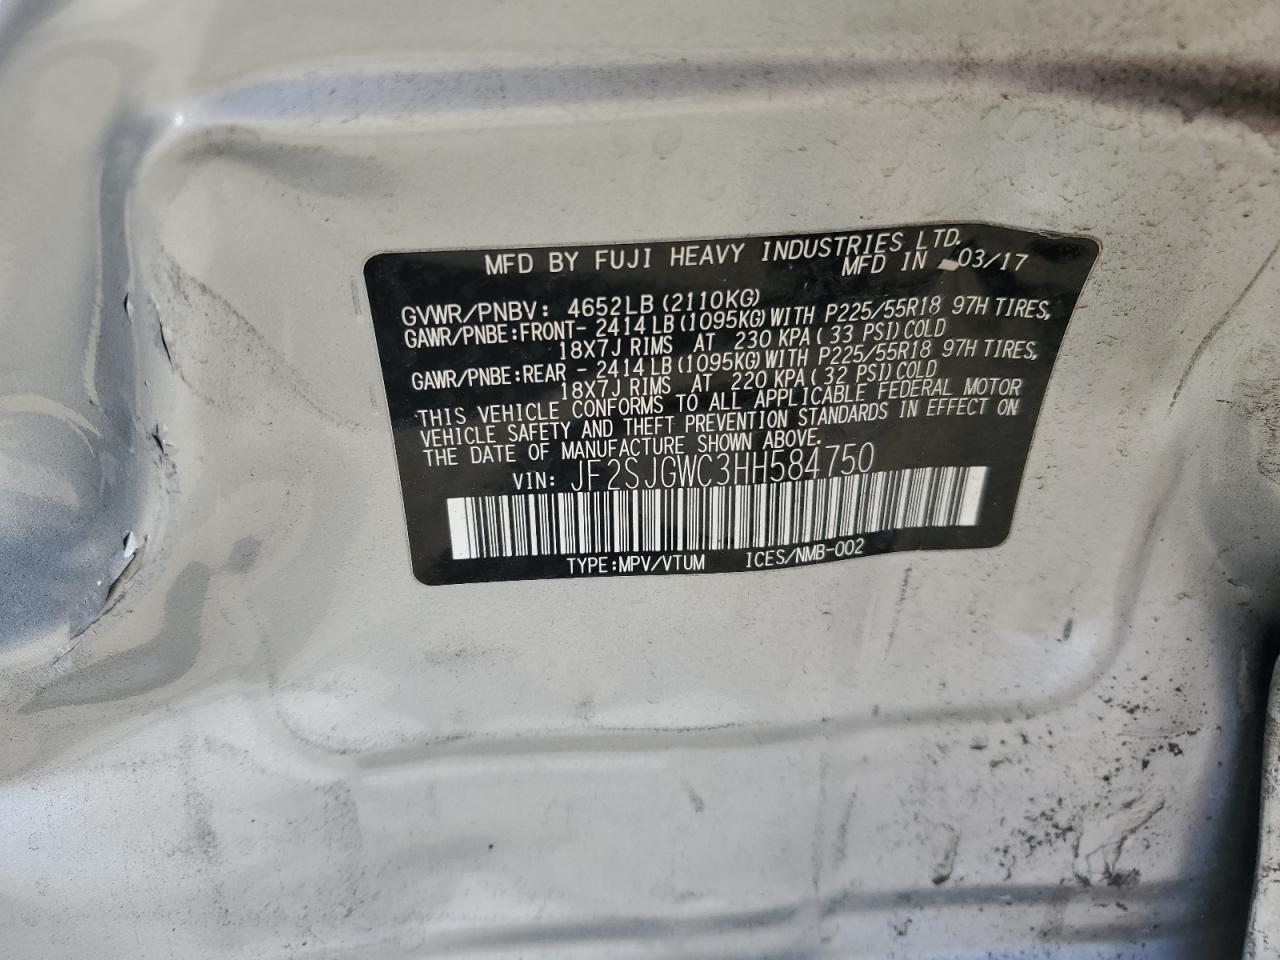 MFD BY FUJI HEAVY INDUSTRIES LTD.
MFD IN 03/17
GVWR/PNBV: 4652LB (2110KG)
GAWR/PNBE:FRONT- 2414LB (1095KG) WITH P225/55R18 97H TIRES,
18X7J RIMS AT 230 KPA ( 33 PSI) COLD
GAWR/PNBE:REAR - 2414LB (1095KG) WITH P225/55R18 97H TIRES,
18X7J RIMS AT 220 KPA ( 32 PSI) COLD
THIS VEHICLE CONFORMS TO ALL APPLICABLE FEDERAL MOTOR
VEHICLE SAFETY AND THEFT PREVENTION STANDARDS IN EFFECT ON
THE DATE OF MANUFACTURE SHOWN ABOVE.
VIN: JF2SJGWC3HH584750
TYPE:MPV/VTUM ICES/NMB-002